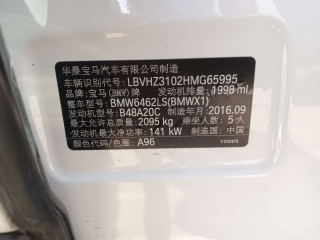 华晨宝马汽车有限公司制造
车辆识别代号: LBVHZ3102HMG65995
品牌: 宝马(BMW)牌 发动机排量: 1998 ml
整车型号: BMW6462LS(BMWX1)
发动机型号: B48A20C 制造年月: 2016.09
最大允许总质量: 2095 kg 乘坐人数: 5人
发动机最大净功率: 141 kW 制造国: 中国
车身颜色代码/色重: A96